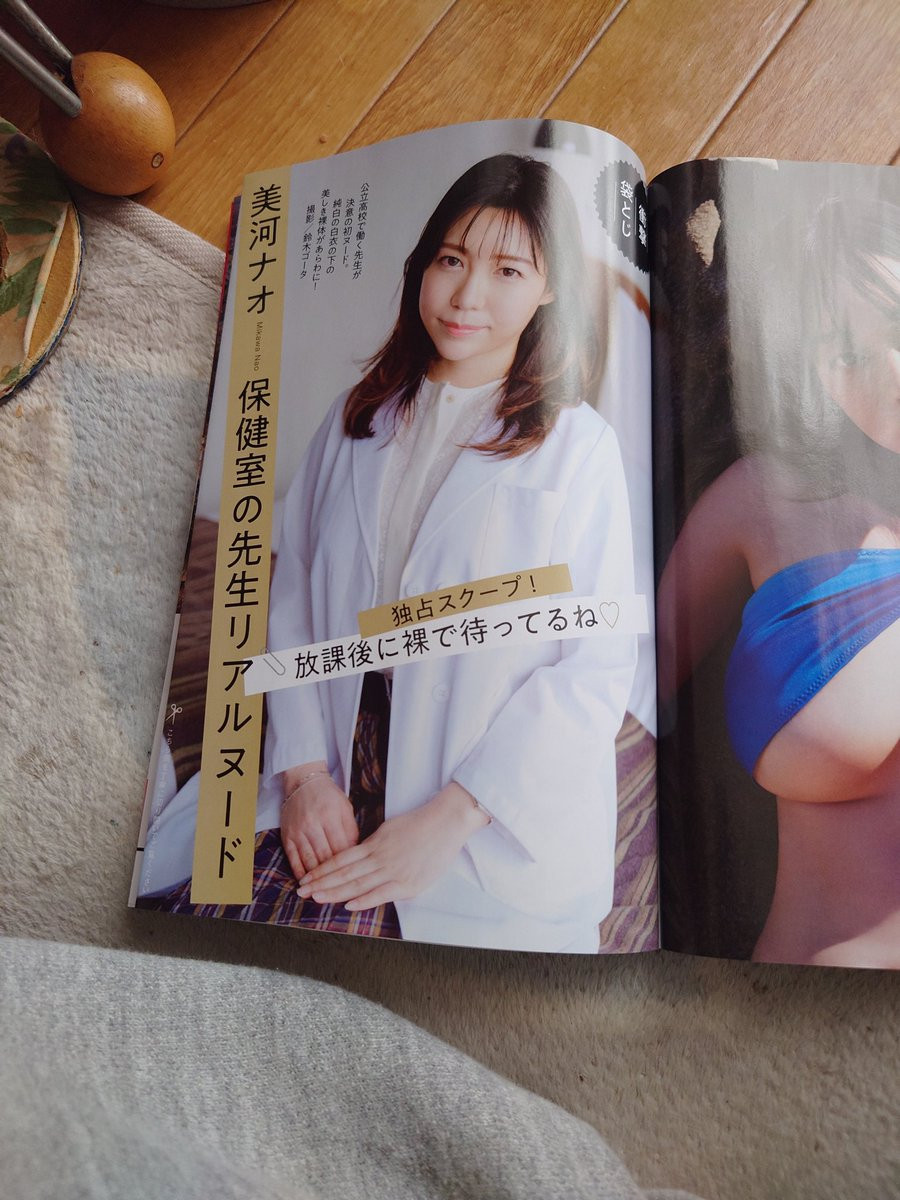 美河ナオ
Mikawa Nao
保健室の先生リアルヌード
公立高校で働く先生が
決意の初ヌード。
純白の白衣の下の
美しき裸体があらわに!
撮影/鈴木ゴータ
袋とじ
独占スクープ!
放課後に裸で待ってるね♡